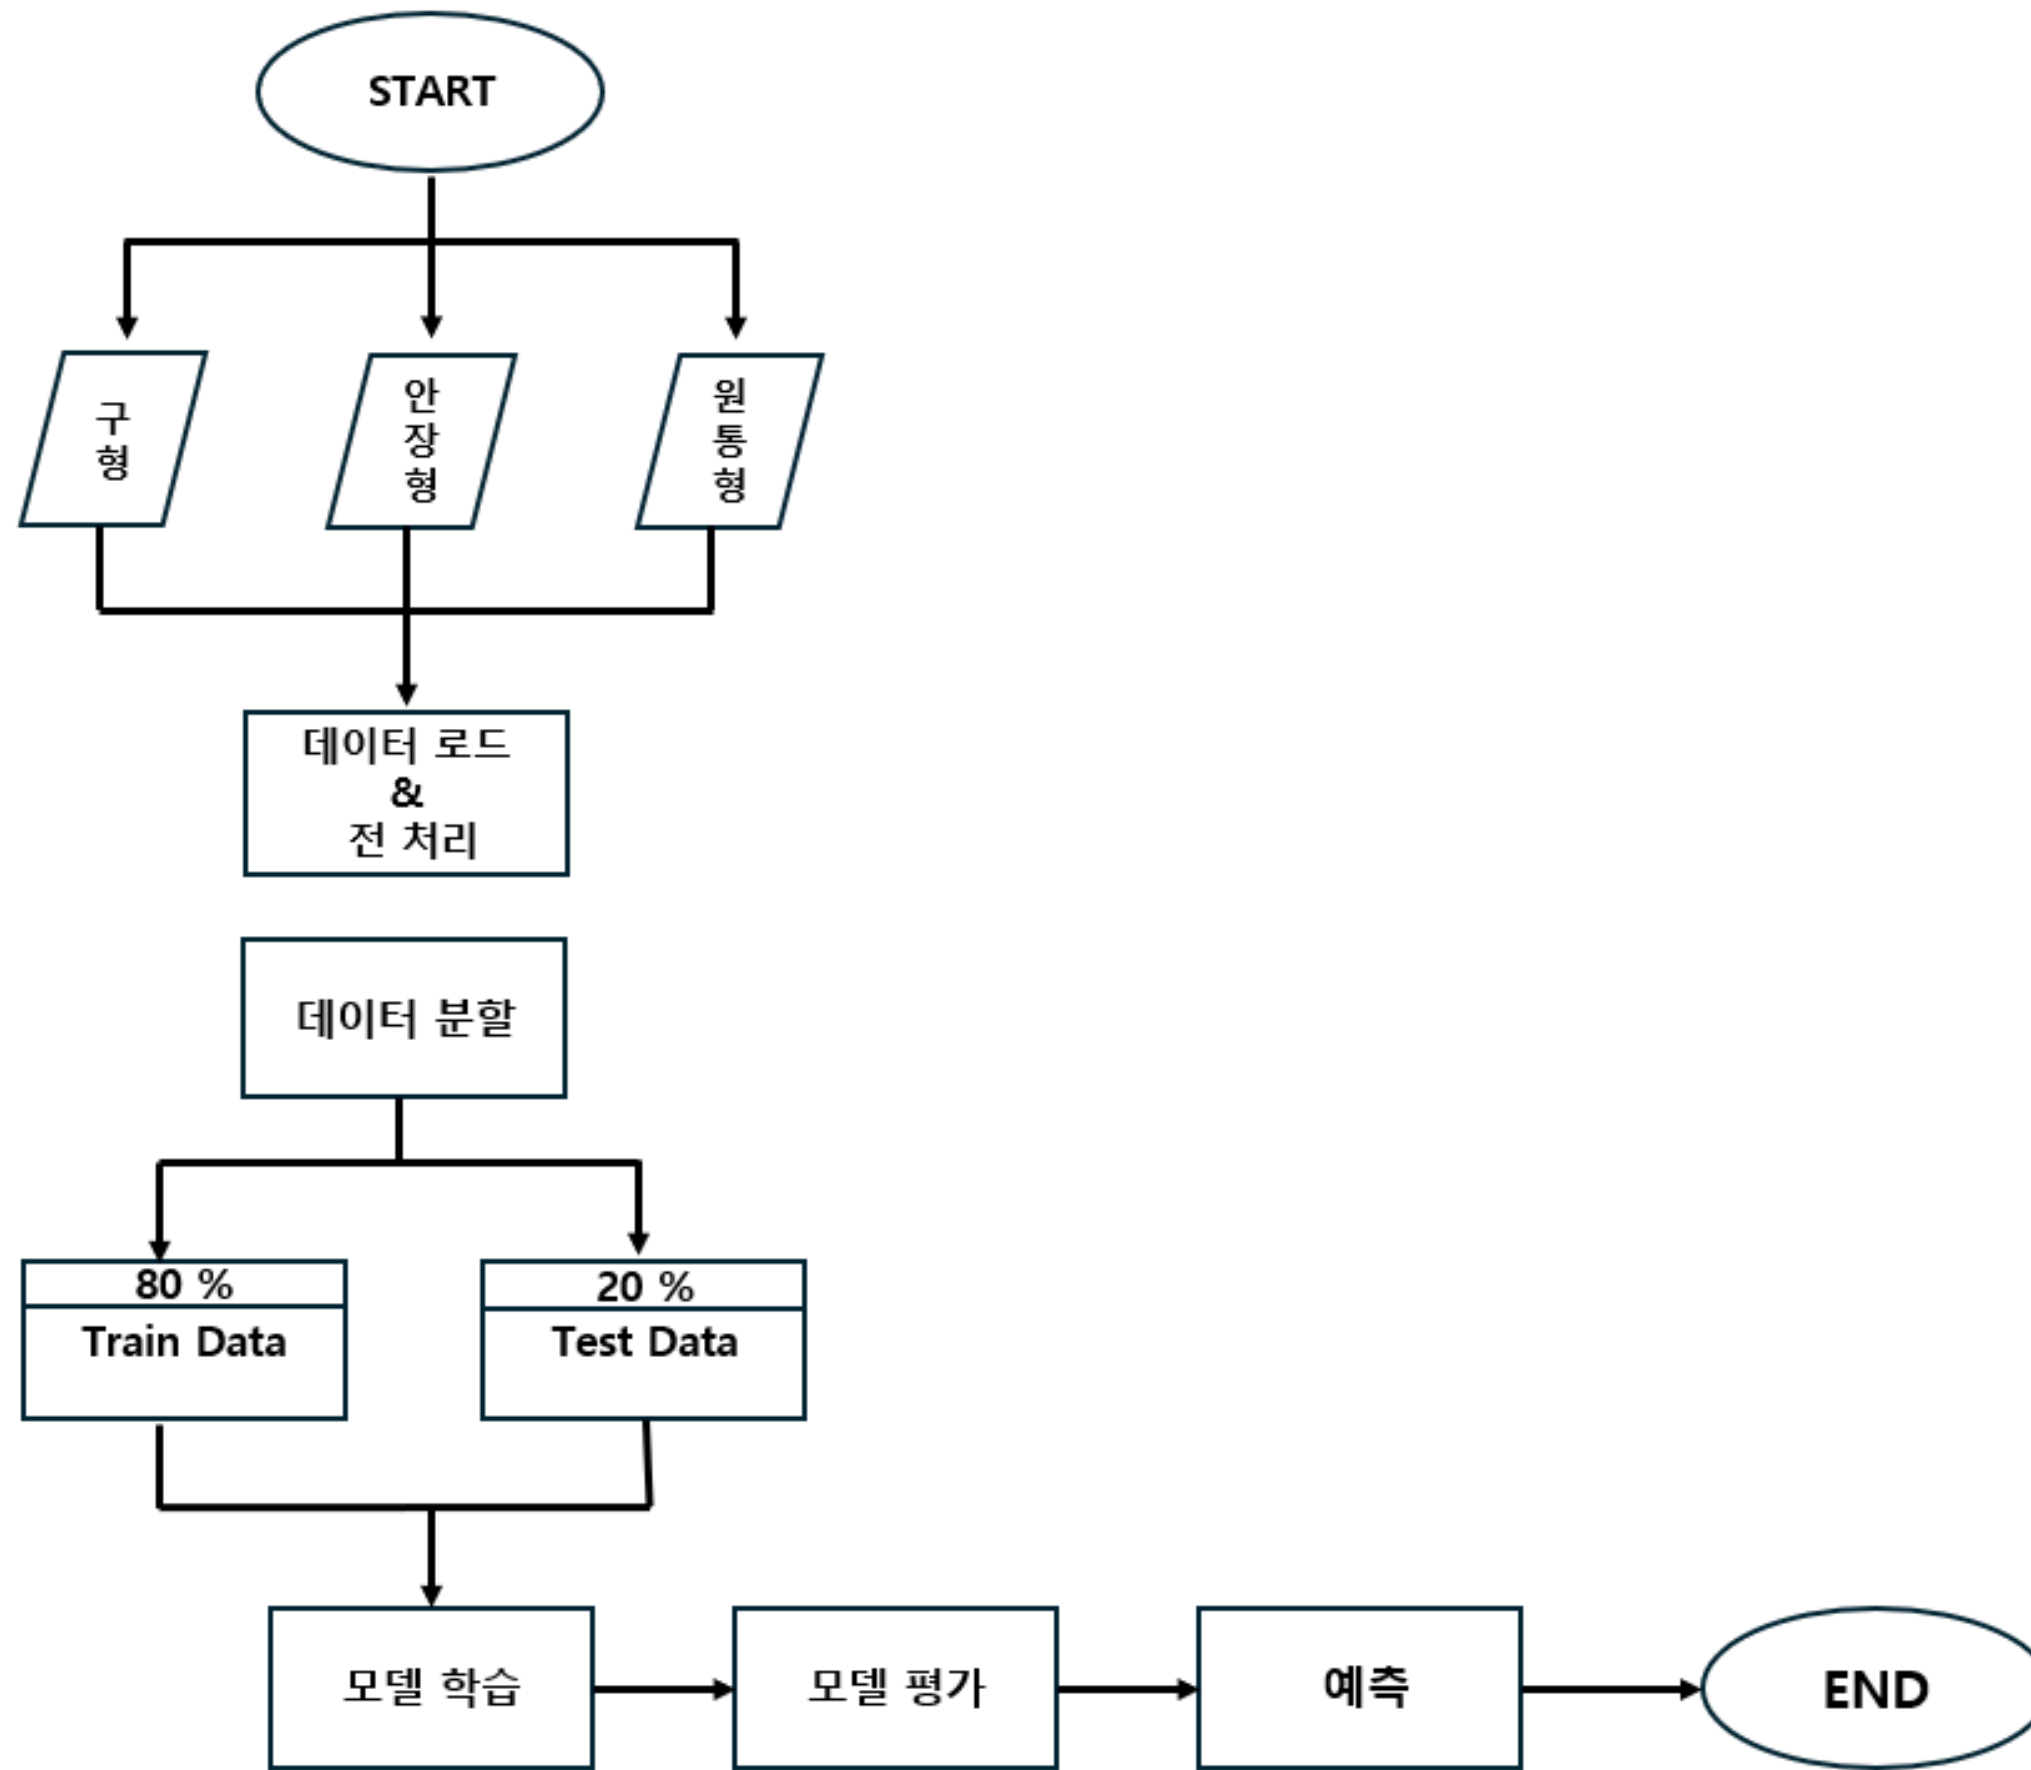 START
구
형
안
장
형
원
통
형
데이터 로드
&
전 처리
데이터 분할
80 %
Train Data
20 %
Test Data
모델 학습
모델 평가
예측
END